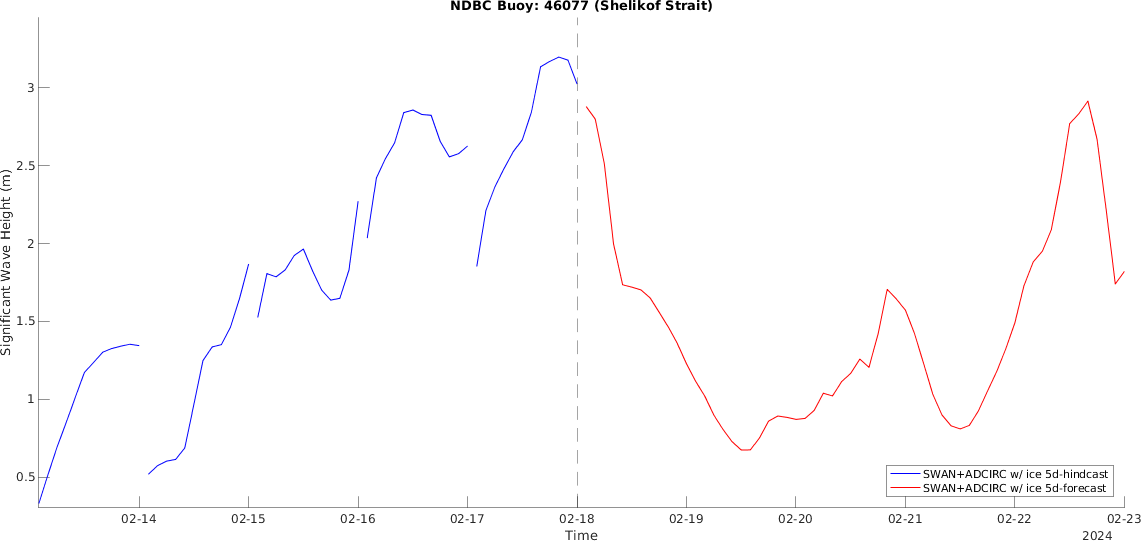 NDBC Buoy: 46077 (Shelikof Strait)
Significant Wave Height (m)
3
2.5
2
1.5
1
0.5
SWAN+ADCIRC w/ ice 5d-hindcast
SWAN+ADCIRC w/ ice 5d-forecast
02-14 02-15 02-16 02-17 02-18 02-19 02-20 02-21 02-22 02-23
Time
2024